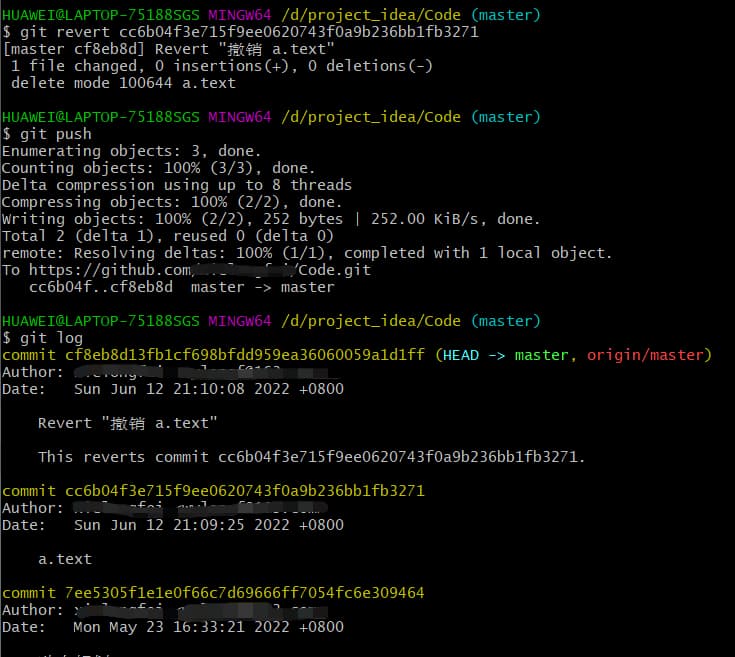 HUAWEI@LAPTOP-75188SGS MINGW64 /d/project_idea/Code (master)
$ git revert cc6b04f3e715f9ee0620743f0a9b236bb1fb3271
[master cf8eb8d] Revert "撤销 a.text"
1 file changed, 0 insertions(+), 0 deletions(-)
delete mode 100644 a.text
HUAWEI@LAPTOP-75188SGS MINGW64 /d/project_idea/Code (master)
$ git push
Enumerating objects: 3, done.
Counting objects: 100% (3/3), done.
Delta compression using up to 8 threads
Compressing objects: 100% (2/2), done.
Writing objects: 100% (2/2), 252 bytes | 252.00 KiB/s, done.
Total 2 (delta 1), reused 0 (delta 0)
remote: Resolving deltas: 100% (1/1), completed with 1 local object.
To https://github.com/ /Code.git
cc6b04f..cf8eb8d master -> master
HUAWEI@LAPTOP-75188SGS MINGW64 /d/project_idea/Code (master)
$ git log
commit cf8eb8d13fb1cf698bfdd959ea36060059a1d1ff (HEAD -> master, origin/master)
Author:
Date: Sun Jun 12 21:10:08 2022 +0800
Revert "撤销 a.text"
This reverts commit cc6b04f3e715f9ee0620743f0a9b236bb1fb3271.
commit cc6b04f3e715f9ee0620743f0a9b236bb1fb3271
Author:
Date: Sun Jun 12 21:09:25 2022 +0800
a.text
commit 7ee5305f1e1e0f66c7d69666ff7054fc6e309464
Author:
Date: Mon May 23 16:33:21 2022 +0800